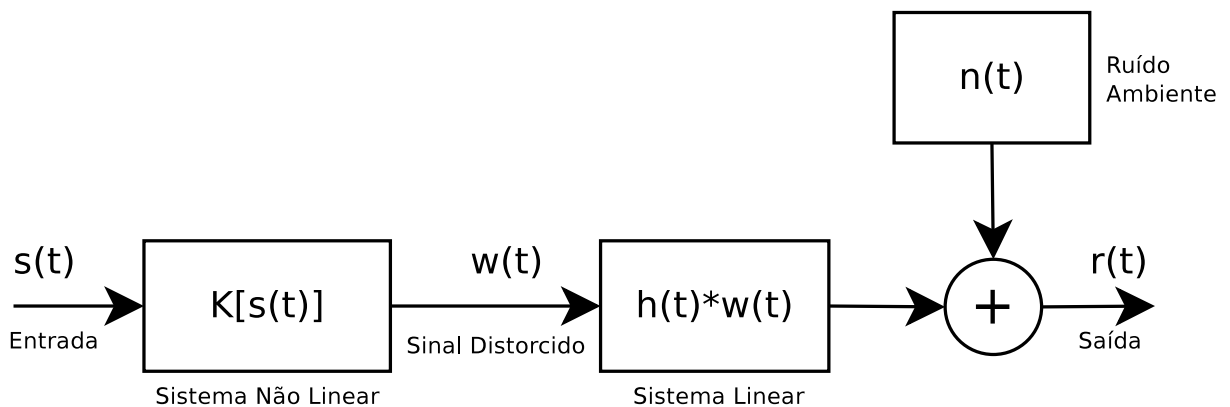 n(t)
Ruído
Ambiente
s(t)
w(t)
r(t)
K[s(t)]
h(t)*w(t)
+
Entrada
Sinal Distorcido
Saída
Sistema Não Linear
Sistema Linear